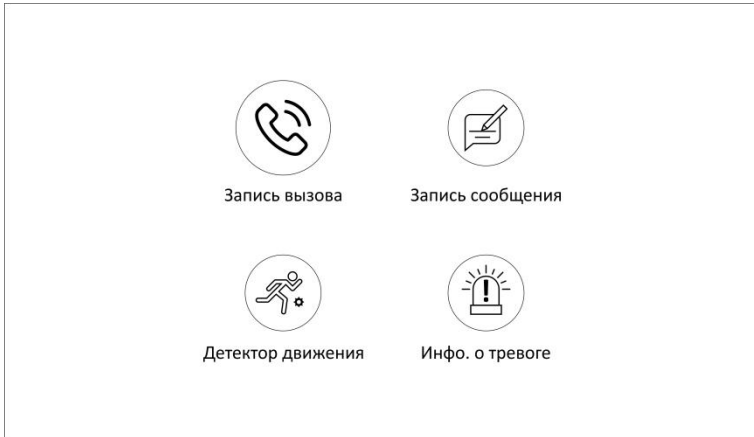 Запись вызова
Запись сообщения
Детектор движения
Инфо. о тревоге